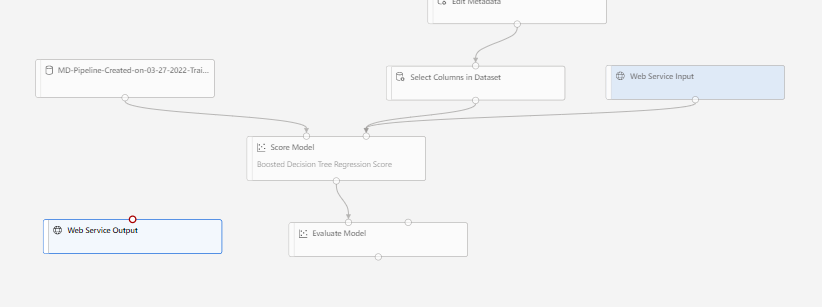 Edit Metadata
MD-Pipeline-Created-on-03-27-2022-Trai...
Select Columns in Dataset
Web Service Input
Score Model
Boosted Decision Tree Regression Score
Web Service Output
Evaluate Model